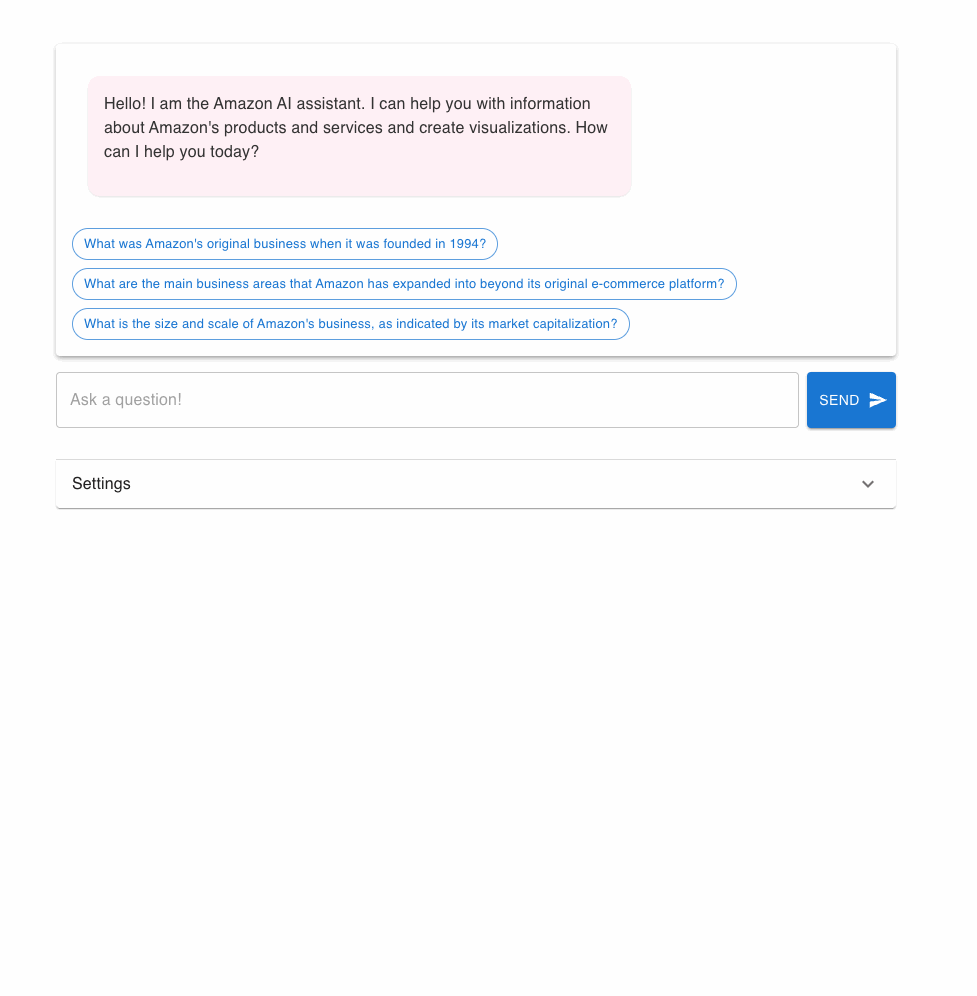 Hello! I am the Amazon AI assistant. I can help you with information
about Amazon's products and services and create visualizations. How
can I help you today?
What was Amazon's original business when it was founded in 1994?
What are the main business areas that Amazon has expanded into beyond its original e-commerce platform?
What is the size and scale of Amazon's business, as indicated by its market capitalization?
Ask a question!
SEND
Settings